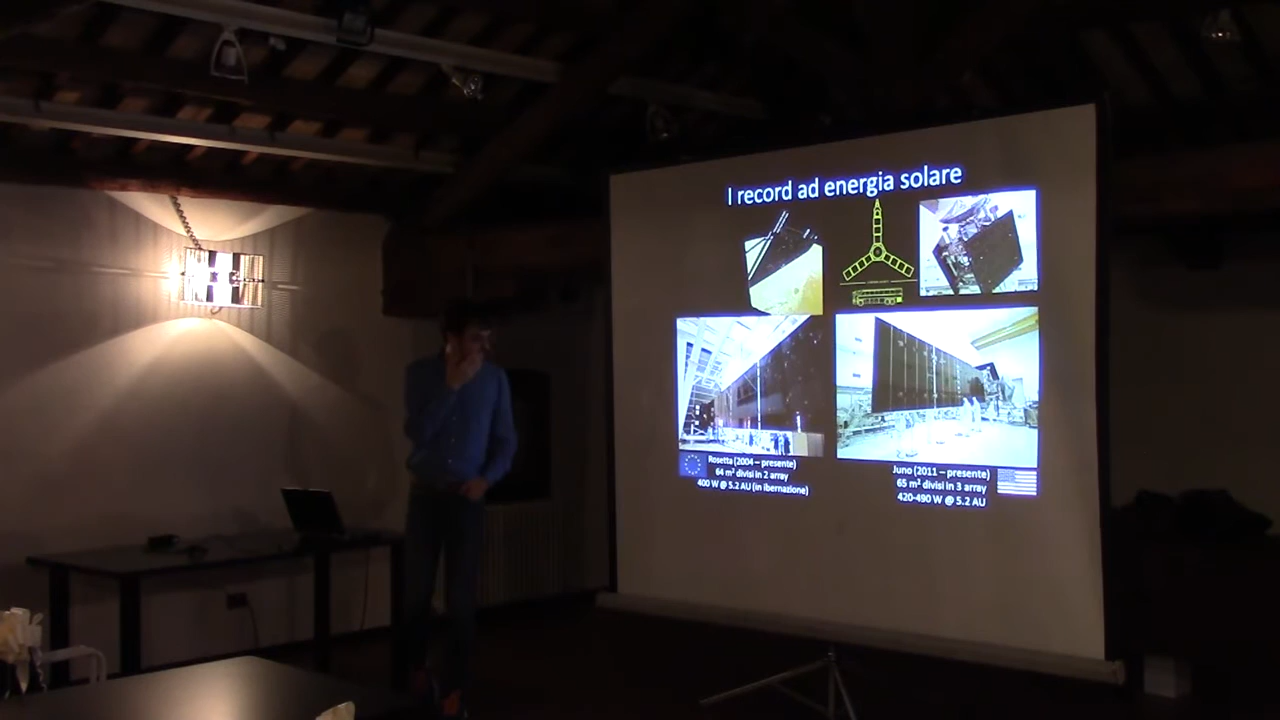 I record ad energia solare
Rosetta (2004 – presente)
64 m² divisi in 2 array
400 W @ 5.2 AU (in ibernazione)
Juno (2011 – presente)
65 m² divisi in 3 array
420-490 W @ 5.2 AU